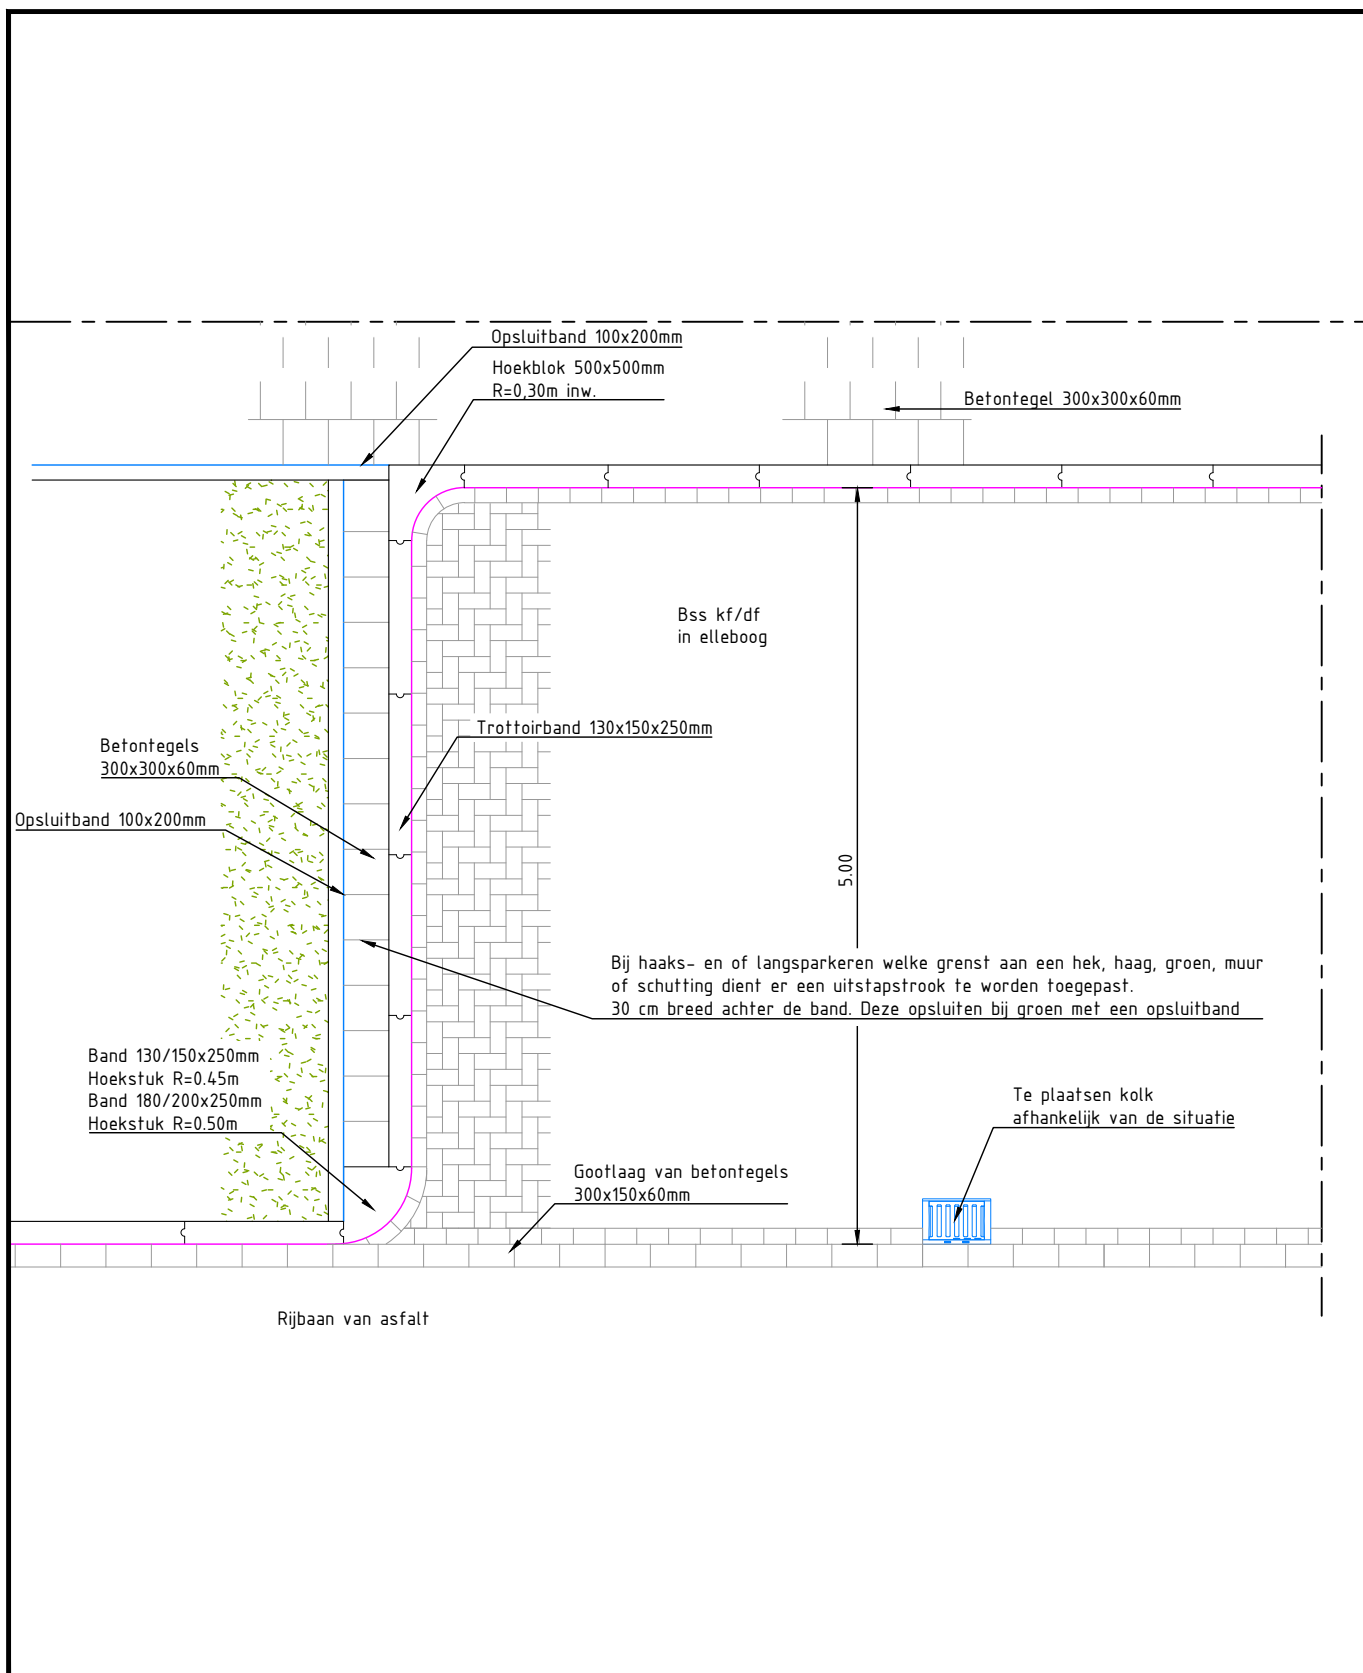 Opsluitband 100x200mm
Hoekblok 500x500mm
R=0,30m inw.
Betontegel 300x300x60mm
Bss kf/df
in elleboog
Trottoirband 130x150x250mm
Betontegels
300x300x60mm
Opsluitband 100x200mm
5.00
Bij haaks- en of langsparkeren welke grenst aan een hek, haag, groen, muur
of schutting dient er een uitstapstrook te worden toegepast.
30 cm breed achter de band. Deze opsluiten bij groen met een opsluitband
Band 130/150x250mm
Hoekstuk R=0.45m
Band 180/200x250mm
Hoekstuk R=0.50m
Te plaatsen kolk
afhankelijk van de situatie
Gootlaag van betontegels
300x150x60mm
Rijbaan van asfalt